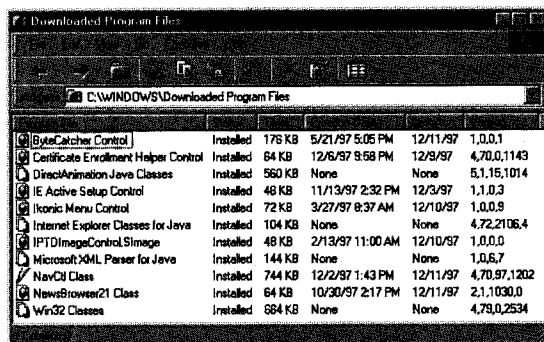 Downloaded Program Files
C:\WINDOWS\Downloaded Program Files
ByteCatcher Control Installed 176 KB 5/21/97 5:05 PM 12/11/97 1,0,0,1
Certificate Enrollment Helper Control Installed 64 KB 12/6/97 9:58 PM 12/9/97 4,70,0,1143
DirectAnimation Java Classes Installed 560 KB None None 5,1,15,1014
IE Active Setup Control Installed 48 KB 11/13/97 2:32 PM 12/3/97 1,1,0,3
Ikonic Menu Control Installed 72 KB 3/27/97 8:37 AM 12/10/97 1,0,0,9
Internet Explorer Classes for Java Installed 104 KB None None 4,72,2106,4
IPTDImageControl.SImage Installed 48 KB 2/13/97 11:00 AM 12/10/97 1,0,0,0
Microsoft XML Parser for Java Installed 144 KB None None 1,0,6,7
NavCtl Class Installed 744 KB 12/2/97 1:43 PM 12/11/97 4,70,97,1202
NewsBrowser21 Class Installed 64 KB 10/30/97 2:17 PM 12/11/97 2,1,1030,0
Win32 Classes Installed 664 KB None None 4,79,0,2534